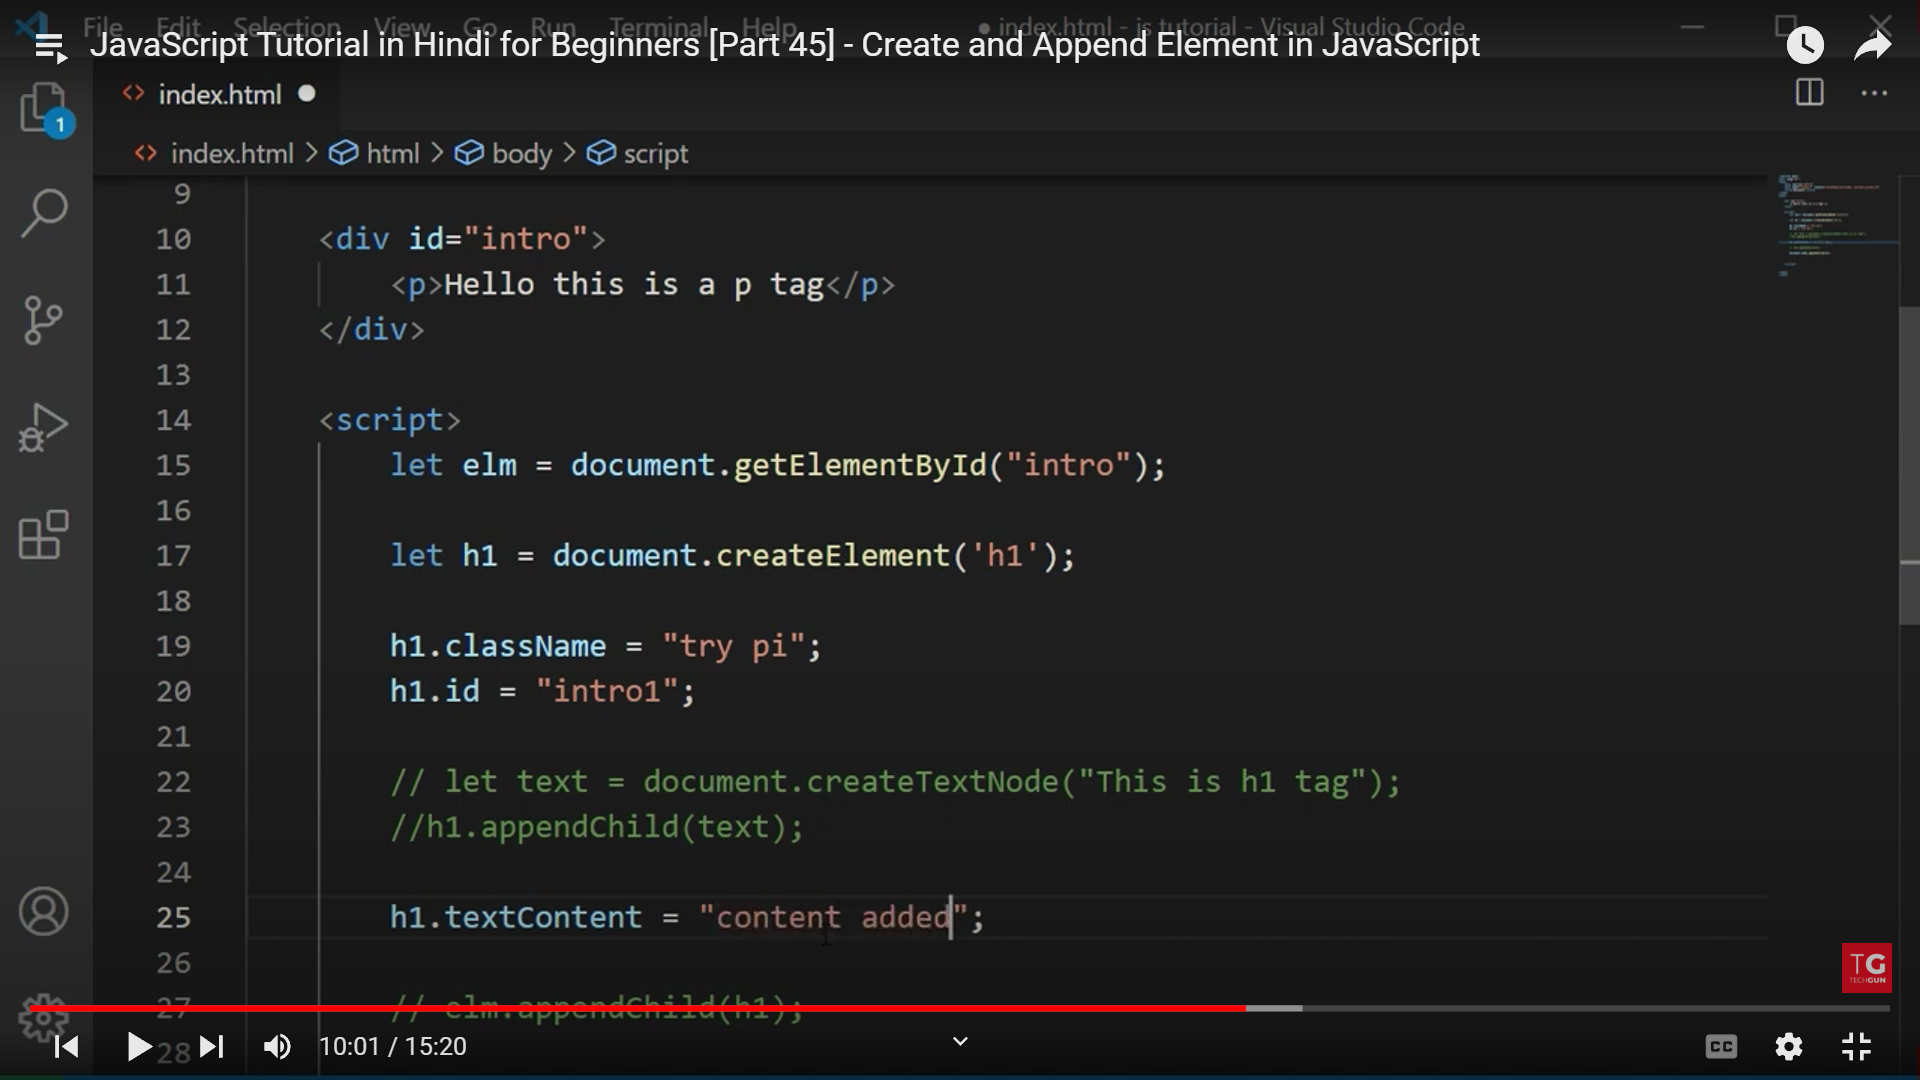 File Edit Selection View Go Run Terminal Help ● index.html - js tutorial - Visual Studio Code
JavaScript Tutorial in Hindi for Beginners [Part 45] - Create and Append Element in JavaScript
index.html
1
index.html > html > body > script
9
10 <div id="intro">
11 <p>Hello this is a p tag</p>
12 </div>
13
14 <script>
15 let elm = document.getElementById("intro");
16
17 let h1 = document.createElement('h1');
18
19 h1.className = "try pi";
20 h1.id = "intro1";
21
22 // let text = document.createTextNode("This is h1 tag");
23 //h1.appendChild(text);
24
25 h1.textContent = "content added";
26
TG
TECHGUN
27 // elm.appendChild(h1);
28
10:01 / 15:20
CC